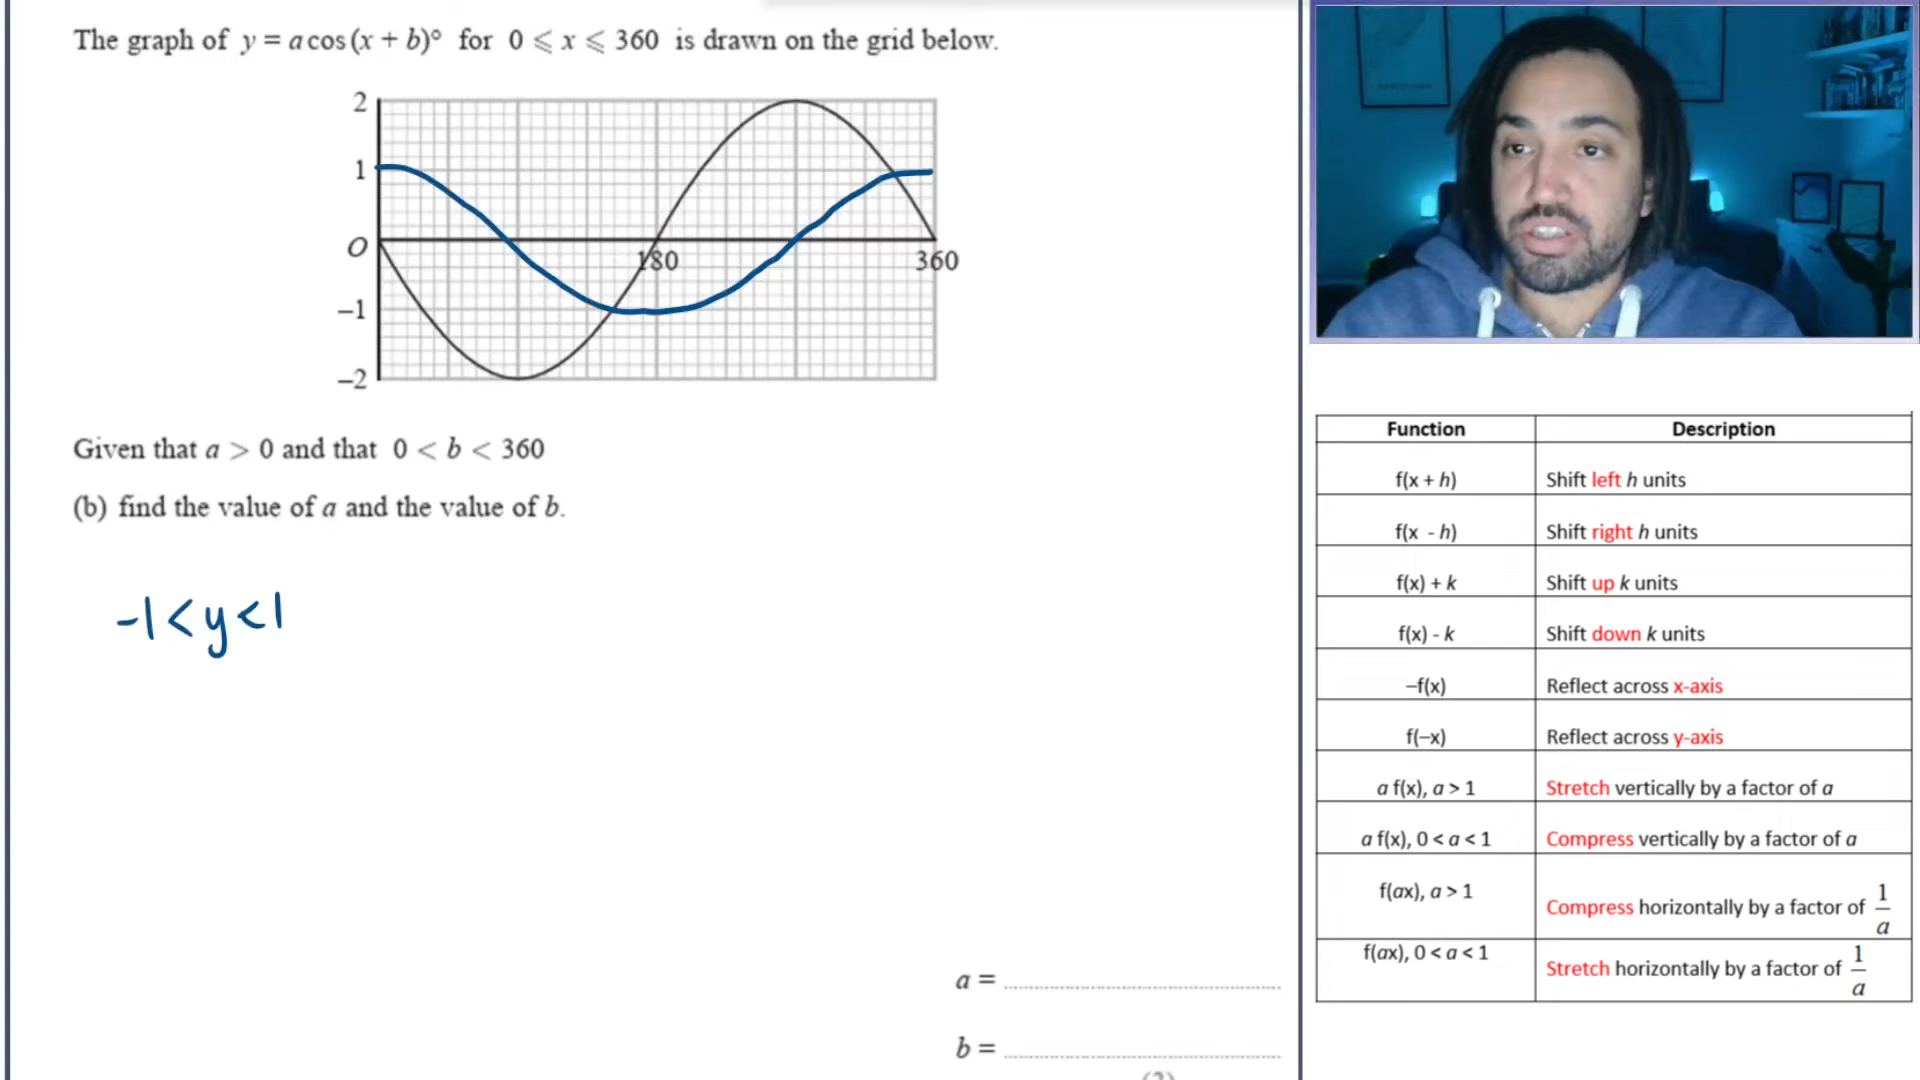 The graph of y = a cos (x + b)° for 0 ⩽ x ⩽ 360 is drawn on the grid below.
2
1
O
180
360
–1
–2
Given that a > 0 and that 0 < b < 360
(b) find the value of a and the value of b.
-1 < y < 1
a =
b =
(2)
Function Description
f(x + h) Shift left h units
f(x - h) Shift right h units
f(x) + k Shift up k units
f(x) - k Shift down k units
–f(x) Reflect across x-axis
f(–x) Reflect across y-axis
a f(x), a > 1 Stretch vertically by a factor of a
a f(x), 0 < a < 1 Compress vertically by a factor of a
f(ax), a > 1 Compress horizontally by a factor of 1/a
f(ax), 0 < a < 1 Stretch horizontally by a factor of 1/a